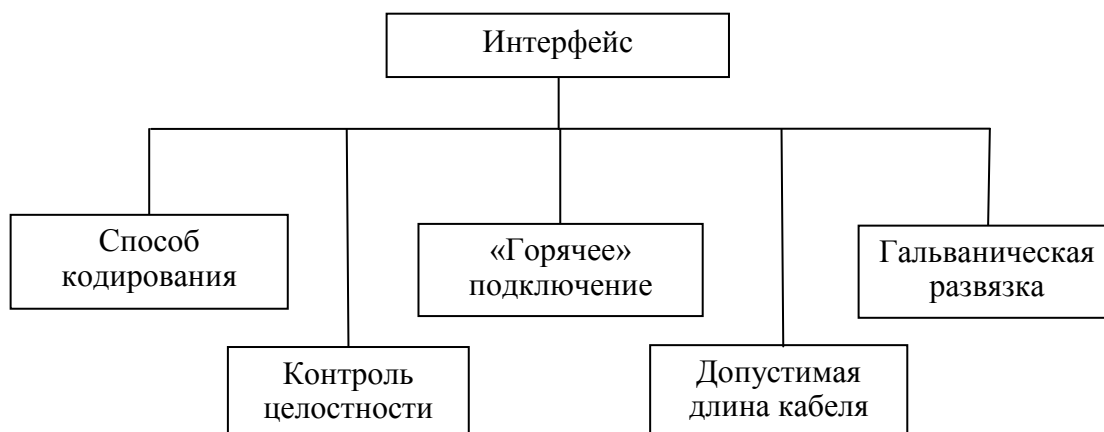 Интерфейс
Способ
кодирования
«Горячее»
подключение
Гальваническая
развязка
Контроль
целостности
Допустимая
длина кабеля